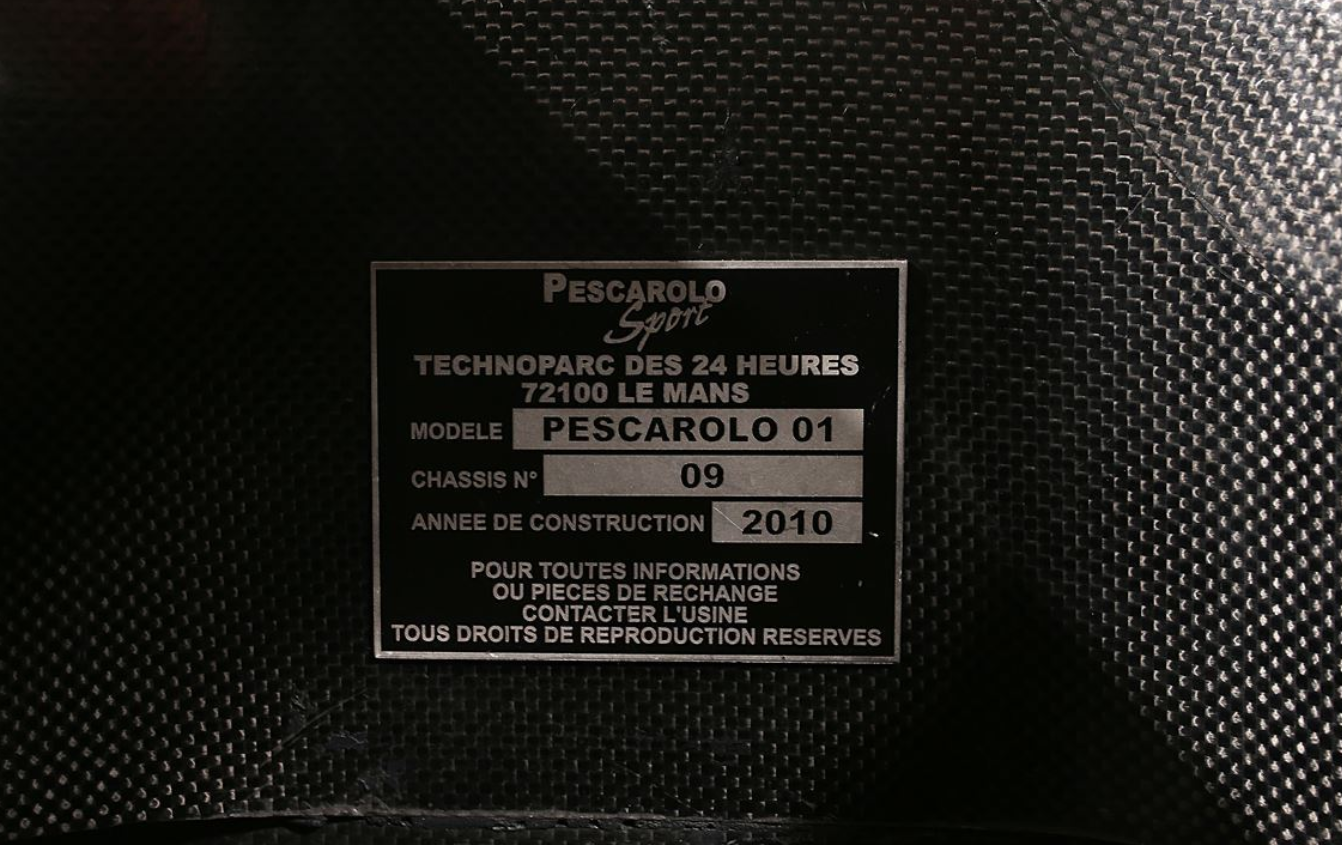 PESCAROLO
Sport
TECHNOPARC DES 24 HEURES
72100 LE MANS
MODELE PESCAROLO 01
CHASSIS N° 09
ANNEE DE CONSTRUCTION 2010
POUR TOUTES INFORMATIONS
OU PIECES DE RECHANGE
CONTACTER L'USINE
TOUS DROITS DE REPRODUCTION RESERVES